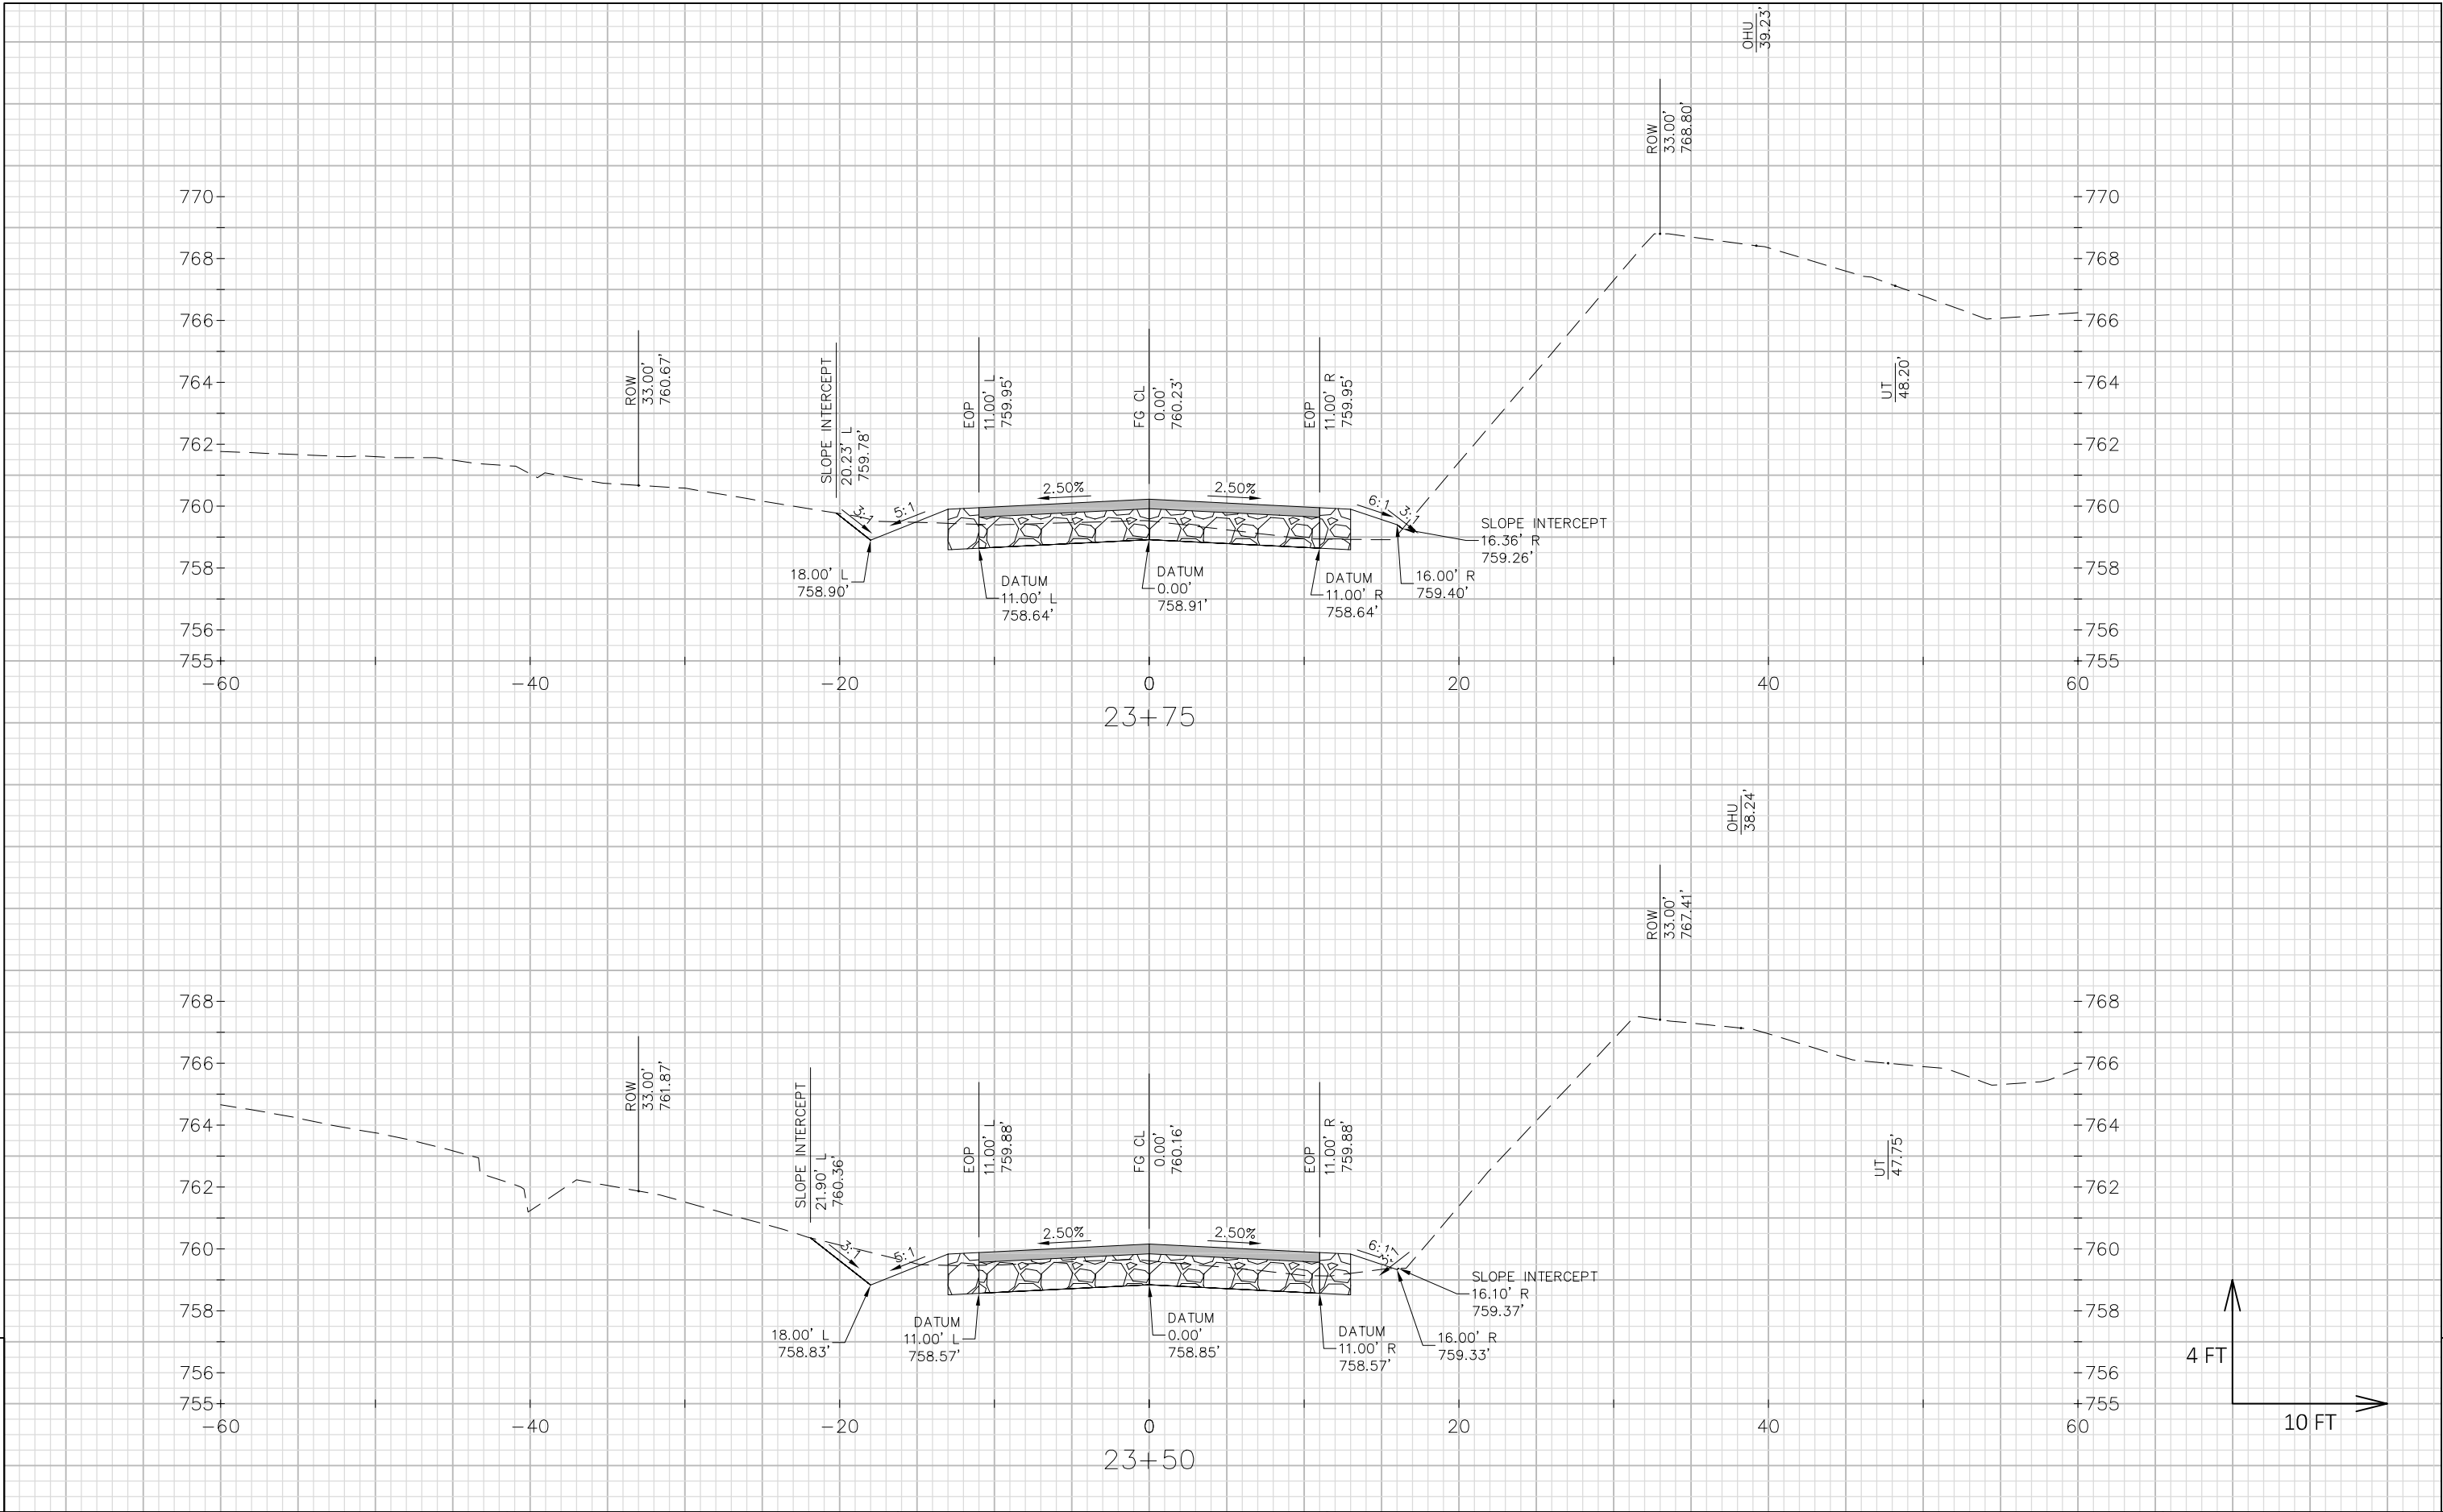 OHU
39.23'
ROW
33.00'
768.80'
770
770
768
768
766
766
764
764
762
762
760
760
758
758
756
756
755
755
ROW
33.00'
760.67'
SLOPE INTERCEPT
20.23' L
759.78'
EOP
11.00' L
759.95'
FG CL
0.00'
760.23'
EOP
11.00' R
759.95'
UT
48.20'
3:1
5:1
2.50%
2.50%
6:1
3:1
SLOPE INTERCEPT
16.36' R
759.26'
18.00' L
758.90'
DATUM
11.00' L
758.64'
DATUM
0.00'
758.91'
DATUM
11.00' R
758.64'
16.00' R
759.40'
-60
-40
-20
0
20
40
60
23+75
OHU
38.24'
ROW
33.00'
767.41'
768
768
766
766
764
764
762
762
760
760
758
758
756
756
755
755
ROW
33.00'
761.87'
SLOPE INTERCEPT
21.90' L
760.36'
EOP
11.00' L
759.88'
FG CL
0.00'
760.16'
EOP
11.00' R
759.88'
UT
47.75'
3:1
5:1
2.50%
2.50%
6:1
SLOPE INTERCEPT
16.10' R
759.37'
18.00' L
758.83'
DATUM
11.00' L
758.57'
DATUM
0.00'
758.85'
DATUM
11.00' R
758.57'
16.00' R
759.33'
4 FT
10 FT
-60
-40
-20
0
20
40
60
23+50